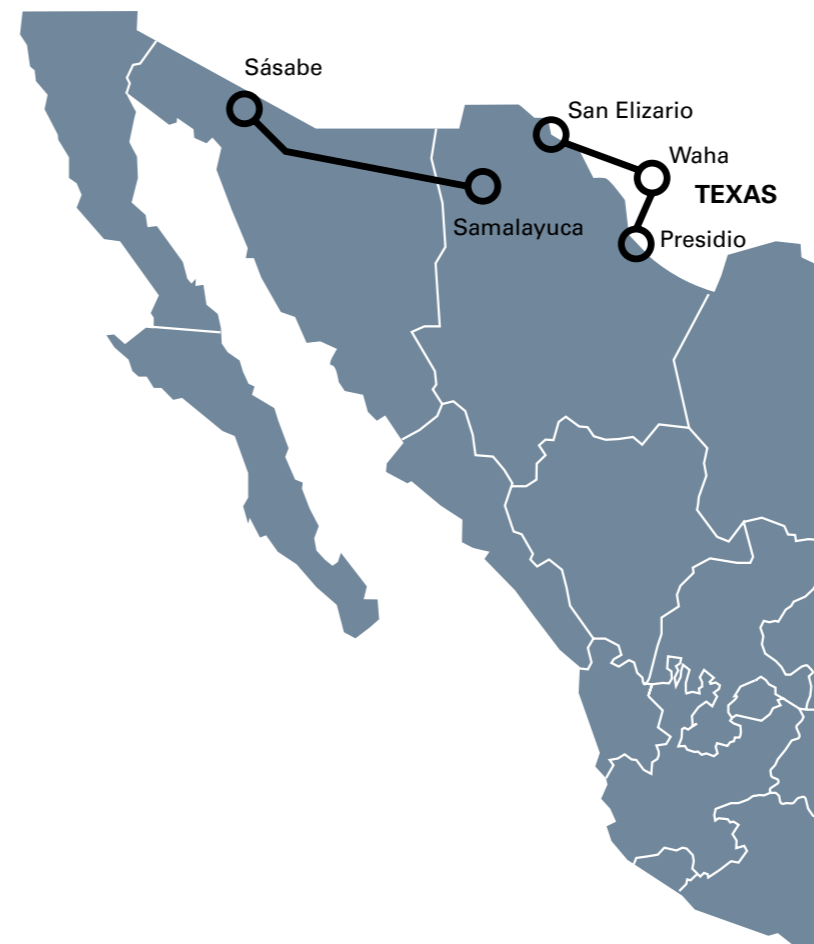 Sásabe
San Elizario
Waha
TEXAS
Samalayuca
Presidio